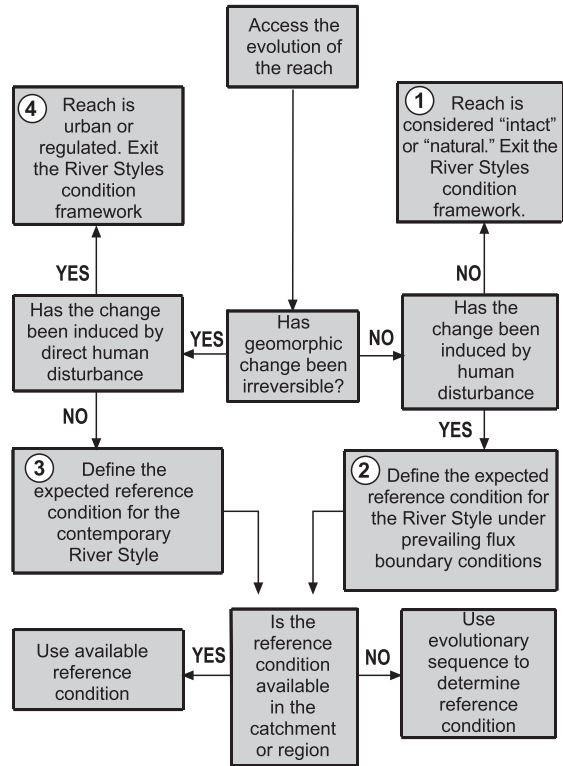 Access the
evolution of
the reach
4 Reach is
urban or
regulated. Exit
the River Styles
condition
framework
1 Reach is
considered “intact”
or “natural.” Exit the
River Styles
condition
framework.
YES
NO
Has the change
been induced by
direct human
disturbance
YES
Has
geomorphic
change been
irreversible?
NO
Has the
change been
induced by
human
disturbance
NO
YES
3 Define the
expected reference
condition for the
contemporary
River Style
2 Define the expected
reference condition for
the River Style under
prevailing flux
boundary conditions
Use available
reference
condition
YES
Is the
reference
condition
available
in the
catchment
or region
NO
Use
evolutionary
sequence to
determine
reference
condition